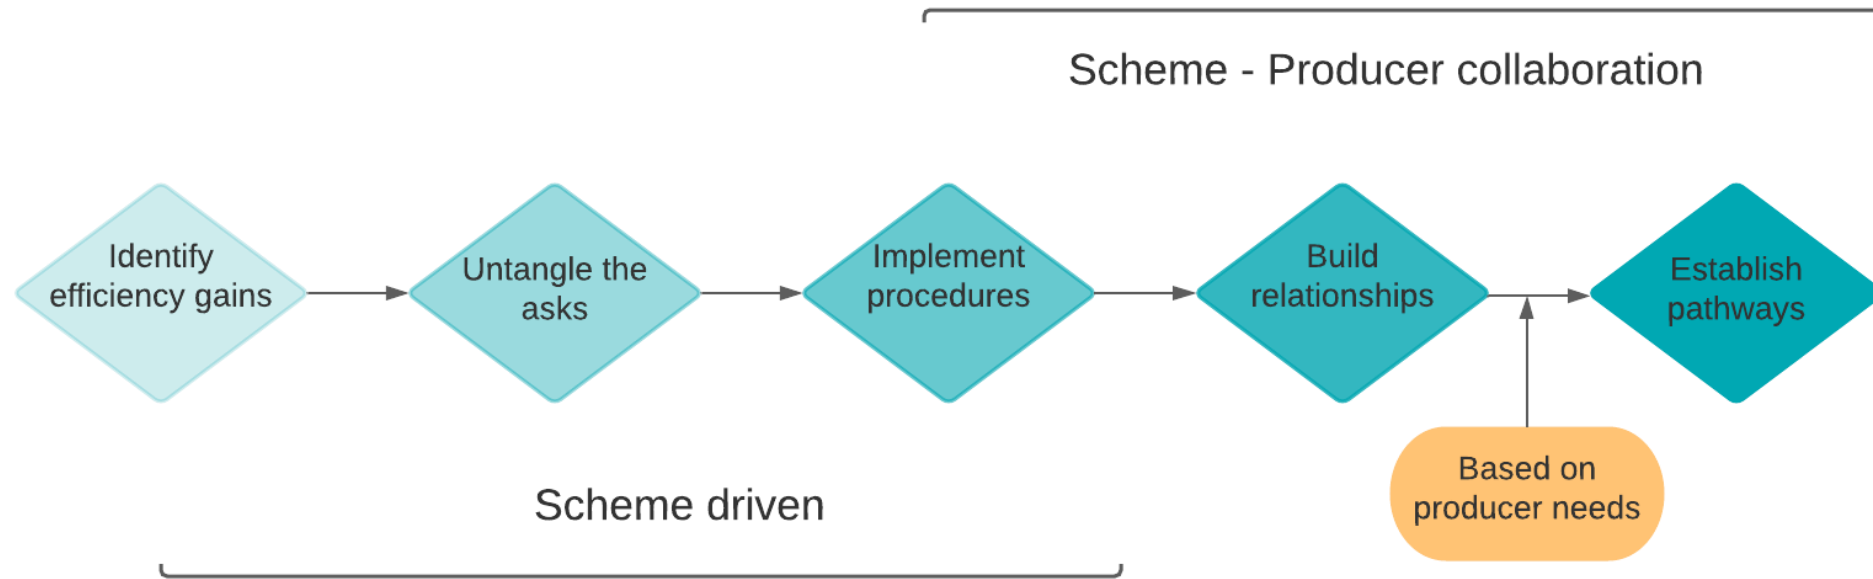 Scheme - Producer collaboration
Identify
efficiency gains
Untangle the
asks
Implement
procedures
Build
relationships
Establish
pathways
Based on
producer needs
Scheme driven